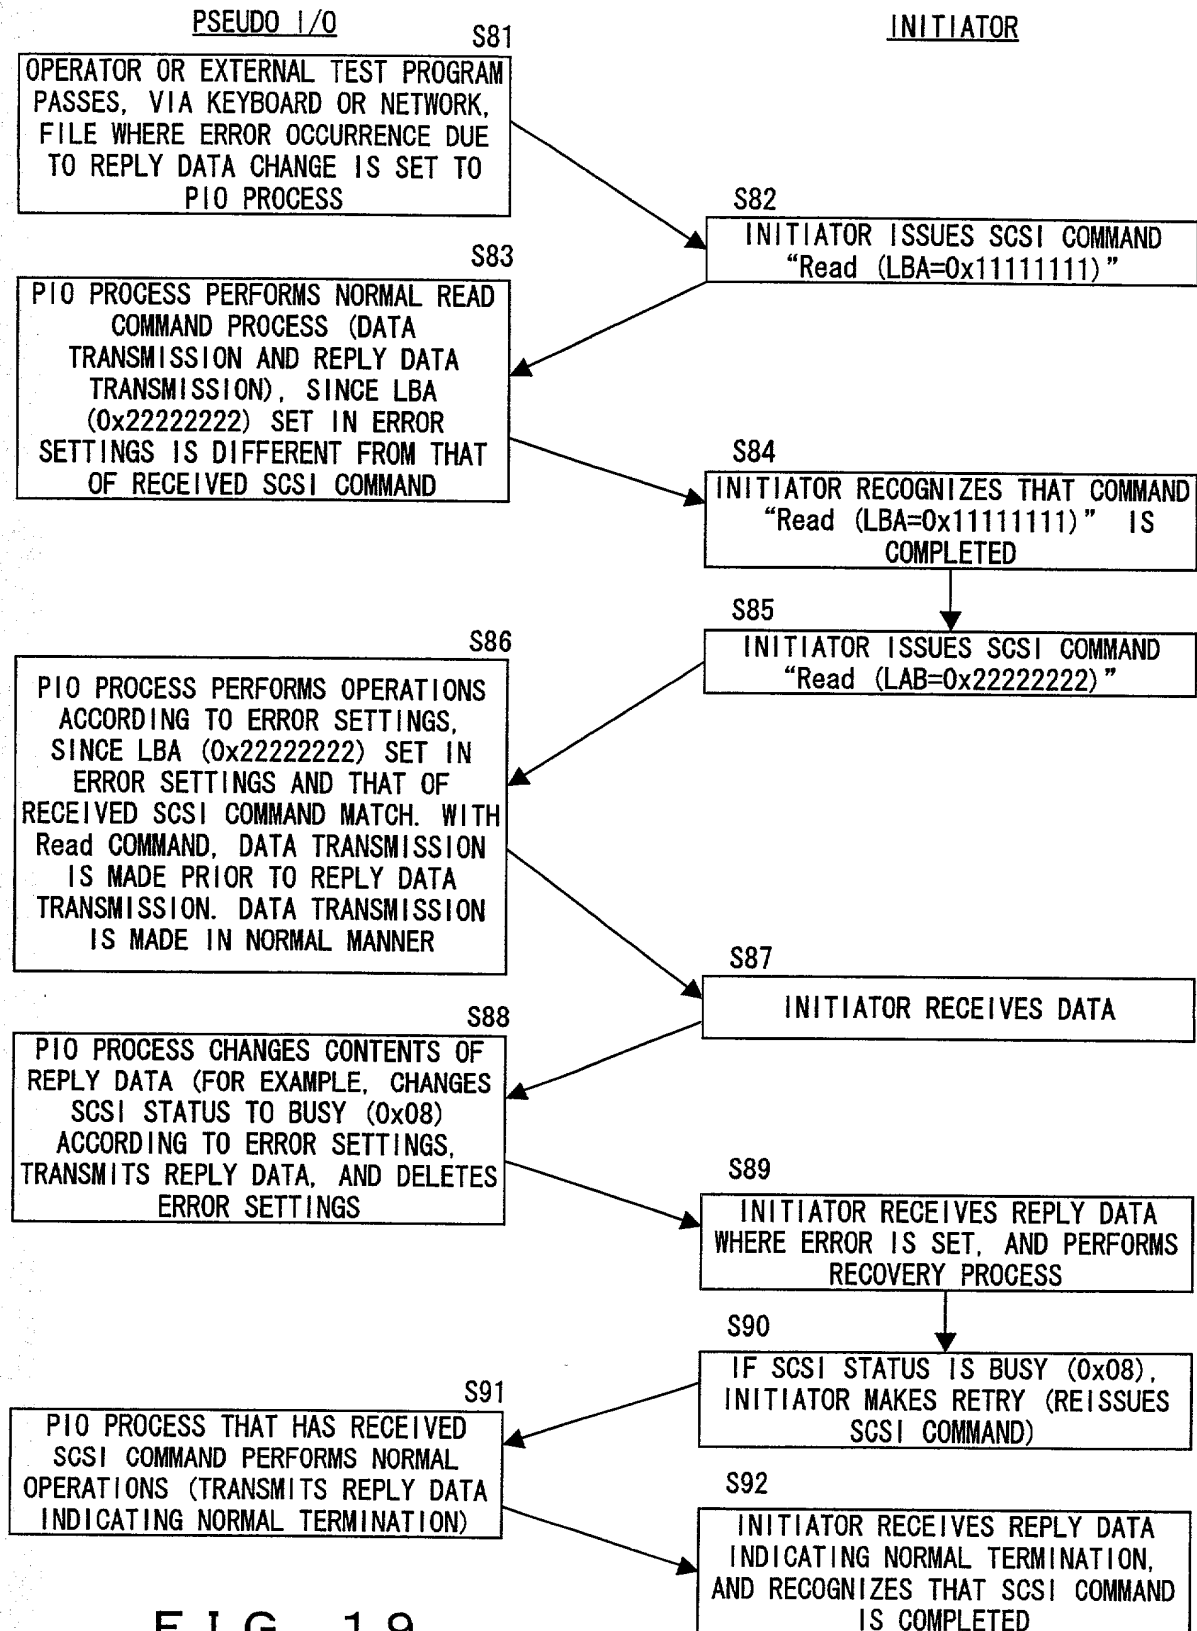 PSEUDO I/O
INITIATOR
S81
OPERATOR OR EXTERNAL TEST PROGRAM
PASSES, VIA KEYBOARD OR NETWORK,
FILE WHERE ERROR OCCURRENCE DUE
TO REPLY DATA CHANGE IS SET TO
PIO PROCESS
S82
INITIATOR ISSUES SCSI COMMAND
“Read (LBA=0x11111111)”
S83
PIO PROCESS PERFORMS NORMAL READ
COMMAND PROCESS (DATA
TRANSMISSION AND REPLY DATA
TRANSMISSION), SINCE LBA
(0x22222222) SET IN ERROR
SETTINGS IS DIFFERENT FROM THAT
OF RECEIVED SCSI COMMAND
S84
INITIATOR RECOGNIZES THAT COMMAND
“Read (LBA=0x11111111)” IS
COMPLETED
S85
INITIATOR ISSUES SCSI COMMAND
“Read (LAB=0x22222222)”
S86
PIO PROCESS PERFORMS OPERATIONS
ACCORDING TO ERROR SETTINGS,
SINCE LBA (0x22222222) SET IN
ERROR SETTINGS AND THAT OF
RECEIVED SCSI COMMAND MATCH. WITH
Read COMMAND, DATA TRANSMISSION
IS MADE PRIOR TO REPLY DATA
TRANSMISSION. DATA TRANSMISSION
IS MADE IN NORMAL MANNER
S87
INITIATOR RECEIVES DATA
S88
PIO PROCESS CHANGES CONTENTS OF
REPLY DATA (FOR EXAMPLE, CHANGES
SCSI STATUS TO BUSY (0x08)
ACCORDING TO ERROR SETTINGS,
TRANSMITS REPLY DATA, AND DELETES
ERROR SETTINGS
S89
INITIATOR RECEIVES REPLY DATA
WHERE ERROR IS SET, AND PERFORMS
RECOVERY PROCESS
S90
IF SCSI STATUS IS BUSY (0x08),
INITIATOR MAKES RETRY (REISSUES
SCSI COMMAND)
S91
PIO PROCESS THAT HAS RECEIVED
SCSI COMMAND PERFORMS NORMAL
OPERATIONS (TRANSMITS REPLY DATA
INDICATING NORMAL TERMINATION)
S92
INITIATOR RECEIVES REPLY DATA
INDICATING NORMAL TERMINATION,
AND RECOGNIZES THAT SCSI COMMAND
IS COMPLETED
FIG. 19